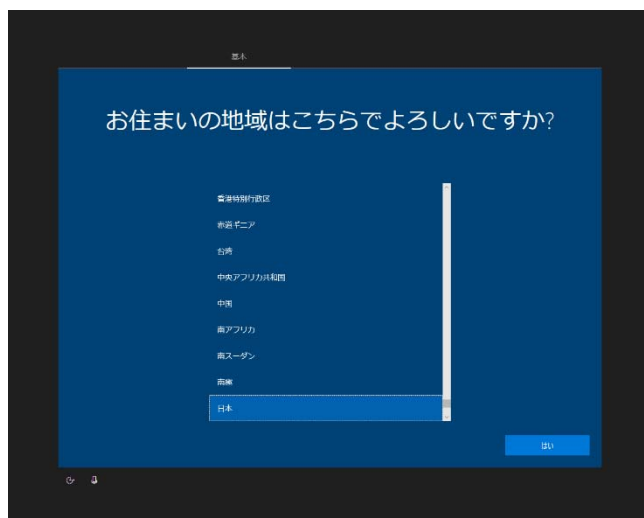 基本
お住まいの地域はこちらでよろしいですか?
香港特別行政区
赤道ギニア
台湾
中央アフリカ共和国
中国
南アフリカ
南スーダン
南極
日本
はい